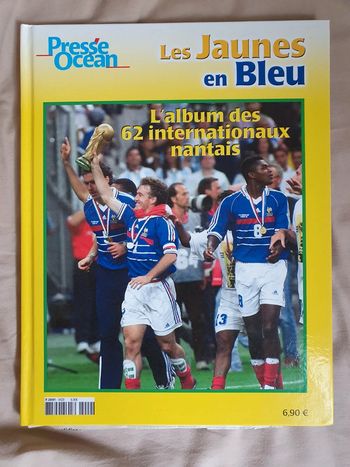 Presse
Océan
Les Jaunes
en Bleu
L'album des
62 internationaux
nantais
6,90 €